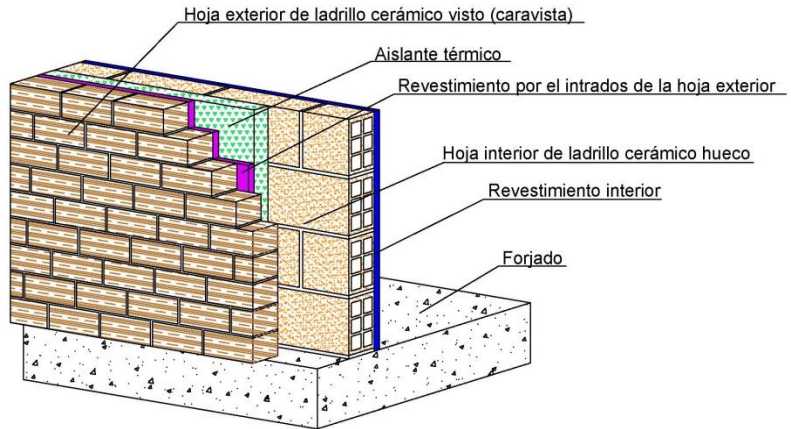 Hoja exterior de ladrillo cerámico visto (caravista)
Aislante térmico
Revestimiento por el intrados de la hoja exterior
Hoja interior de ladrillo cerámico hueco
Revestimiento interior
Forjado